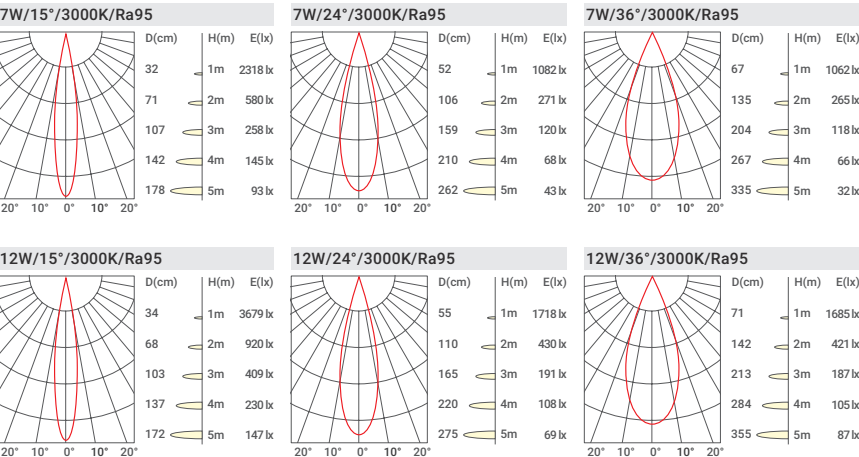 7W/15°/3000K/Ra95
D(cm) H(m) E(lx)
32 1m 2318 lx
71 2m 580 lx
107 3m 258 lx
142 4m 145 lx
178 5m 93 lx
20° 10° 0° 10° 20°
7W/24°/3000K/Ra95
D(cm) H(m) E(lx)
52 1m 1082 lx
106 2m 271 lx
159 3m 120 lx
210 4m 68 lx
262 5m 43 lx
20° 10° 0° 10° 20°
7W/36°/3000K/Ra95
D(cm) H(m) E(lx)
67 1m 1062 lx
135 2m 265 lx
204 3m 118 lx
267 4m 66 lx
335 5m 32 lx
20° 10° 0° 10° 20°
12W/15°/3000K/Ra95
D(cm) H(m) E(lx)
34 1m 3679 lx
68 2m 920 lx
103 3m 409 lx
137 4m 230 lx
172 5m 147 lx
20° 10° 0° 10° 20°
12W/24°/3000K/Ra95
D(cm) H(m) E(lx)
55 1m 1718 lx
110 2m 430 lx
165 3m 191 lx
220 4m 108 lx
275 5m 69 lx
20° 10° 0° 10° 20°
12W/36°/3000K/Ra95
D(cm) H(m) E(lx)
71 1m 1685 lx
142 2m 421 lx
213 3m 187 lx
284 4m 105 lx
355 5m 87 lx
20° 10° 0° 10° 20°